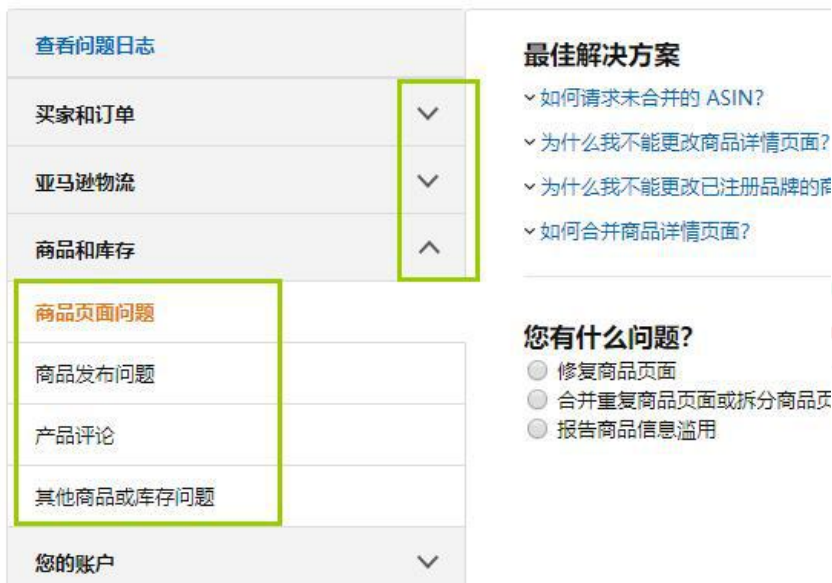 查看问题日志
买家和订单
亚马逊物流
商品和库存
商品页面问题
商品发布问题
产品评论
其他商品或库存问题
您的账户
最佳解决方案
如何请求未合并的 ASIN?
为什么我不能更改商品详情页面?
为什么我不能更改已注册品牌的商
如何合并商品详情页面?
您有什么问题?
修复商品页面
合并重复商品页面或拆分商品页
报告商品信息滥用